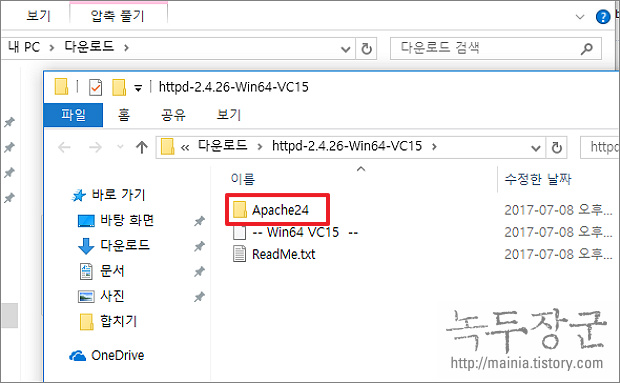 보기 압축 풀기
내 PC > 다운로드 > 다운로드 검색
httpd-2.4.26-Win64-VC15
파일 홈 공유 보기
« 다운로드 > httpd-2.4.26-Win64-VC15 > httpd
이름 수정한 날짜
바로 가기
바탕 화면
다운로드
문서
사진
합치기
OneDrive
Apache24 2017-07-08 오후...
-- Win64 VC15 -- 2017-07-08 오후...
ReadMe.txt 2017-07-08 오후...
녹두장군
http://mainia.tistory.com